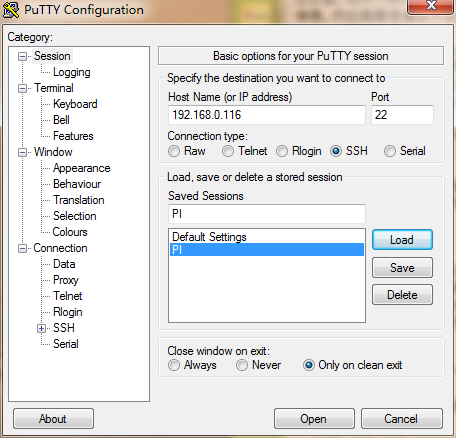 PuTTY Configuration
Category:
Session
Logging
Terminal
Keyboard
Bell
Features
Window
Appearance
Behaviour
Translation
Selection
Colours
Connection
Data
Proxy
Telnet
Rlogin
SSH
Serial
Basic options for your PuTTY session
Specify the destination you want to connect to
Host Name (or IP address) Port
192.168.0.116 22
Connection type:
Raw Telnet Rlogin SSH Serial
Load, save or delete a stored session
Saved Sessions
PI
Default Settings
PI
Load
Save
Delete
Close window on exit:
Always Never Only on clean exit
About Open Cancel